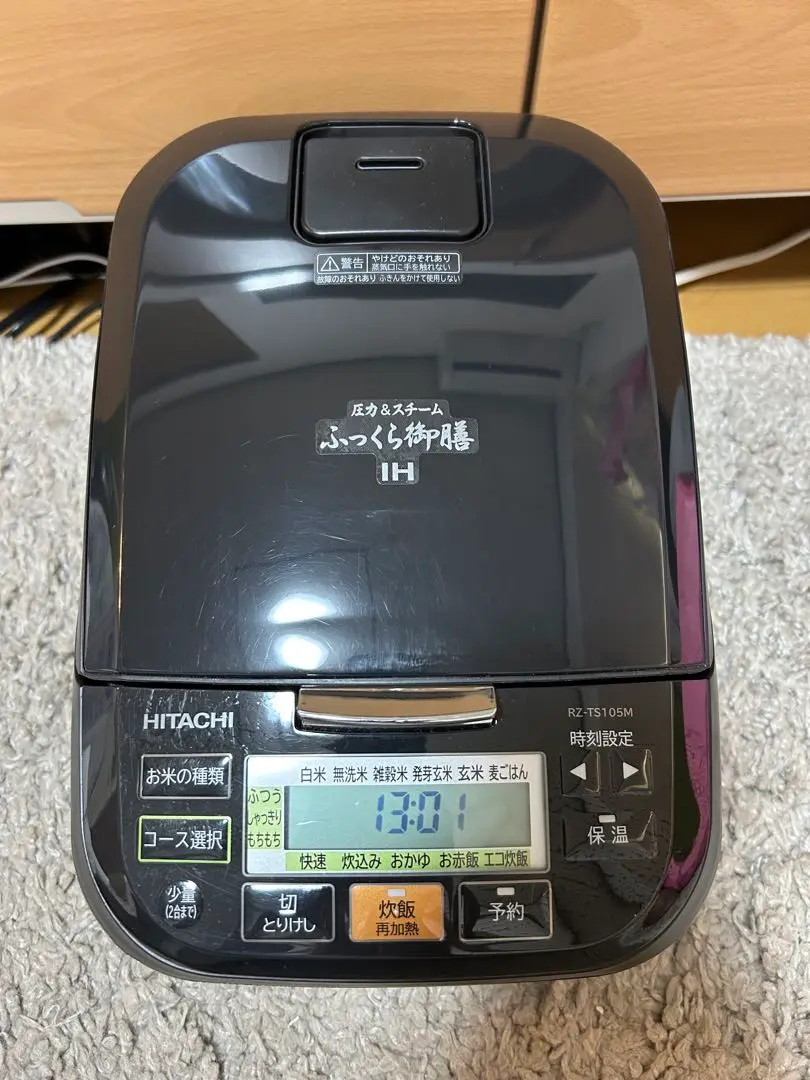 警告
やけどのおそれあり
蒸気口に手を触れない
故障のおそれあり ふきんをかけて使用しない
圧力&スチーム
ふっくら御膳
IH
HITACHI
RZ-TS105M
時刻設定
お米の種類
白米 無洗米 雑穀米 発芽玄米 玄米 麦ごはん
ふつう
しゃっきり
もちもち
13:01
コース選択
保温
快速 炊込み おかゆ お赤飯 エコ炊飯
少量
(2合まで)
切
とりけし
炊飯
再加熱
予約